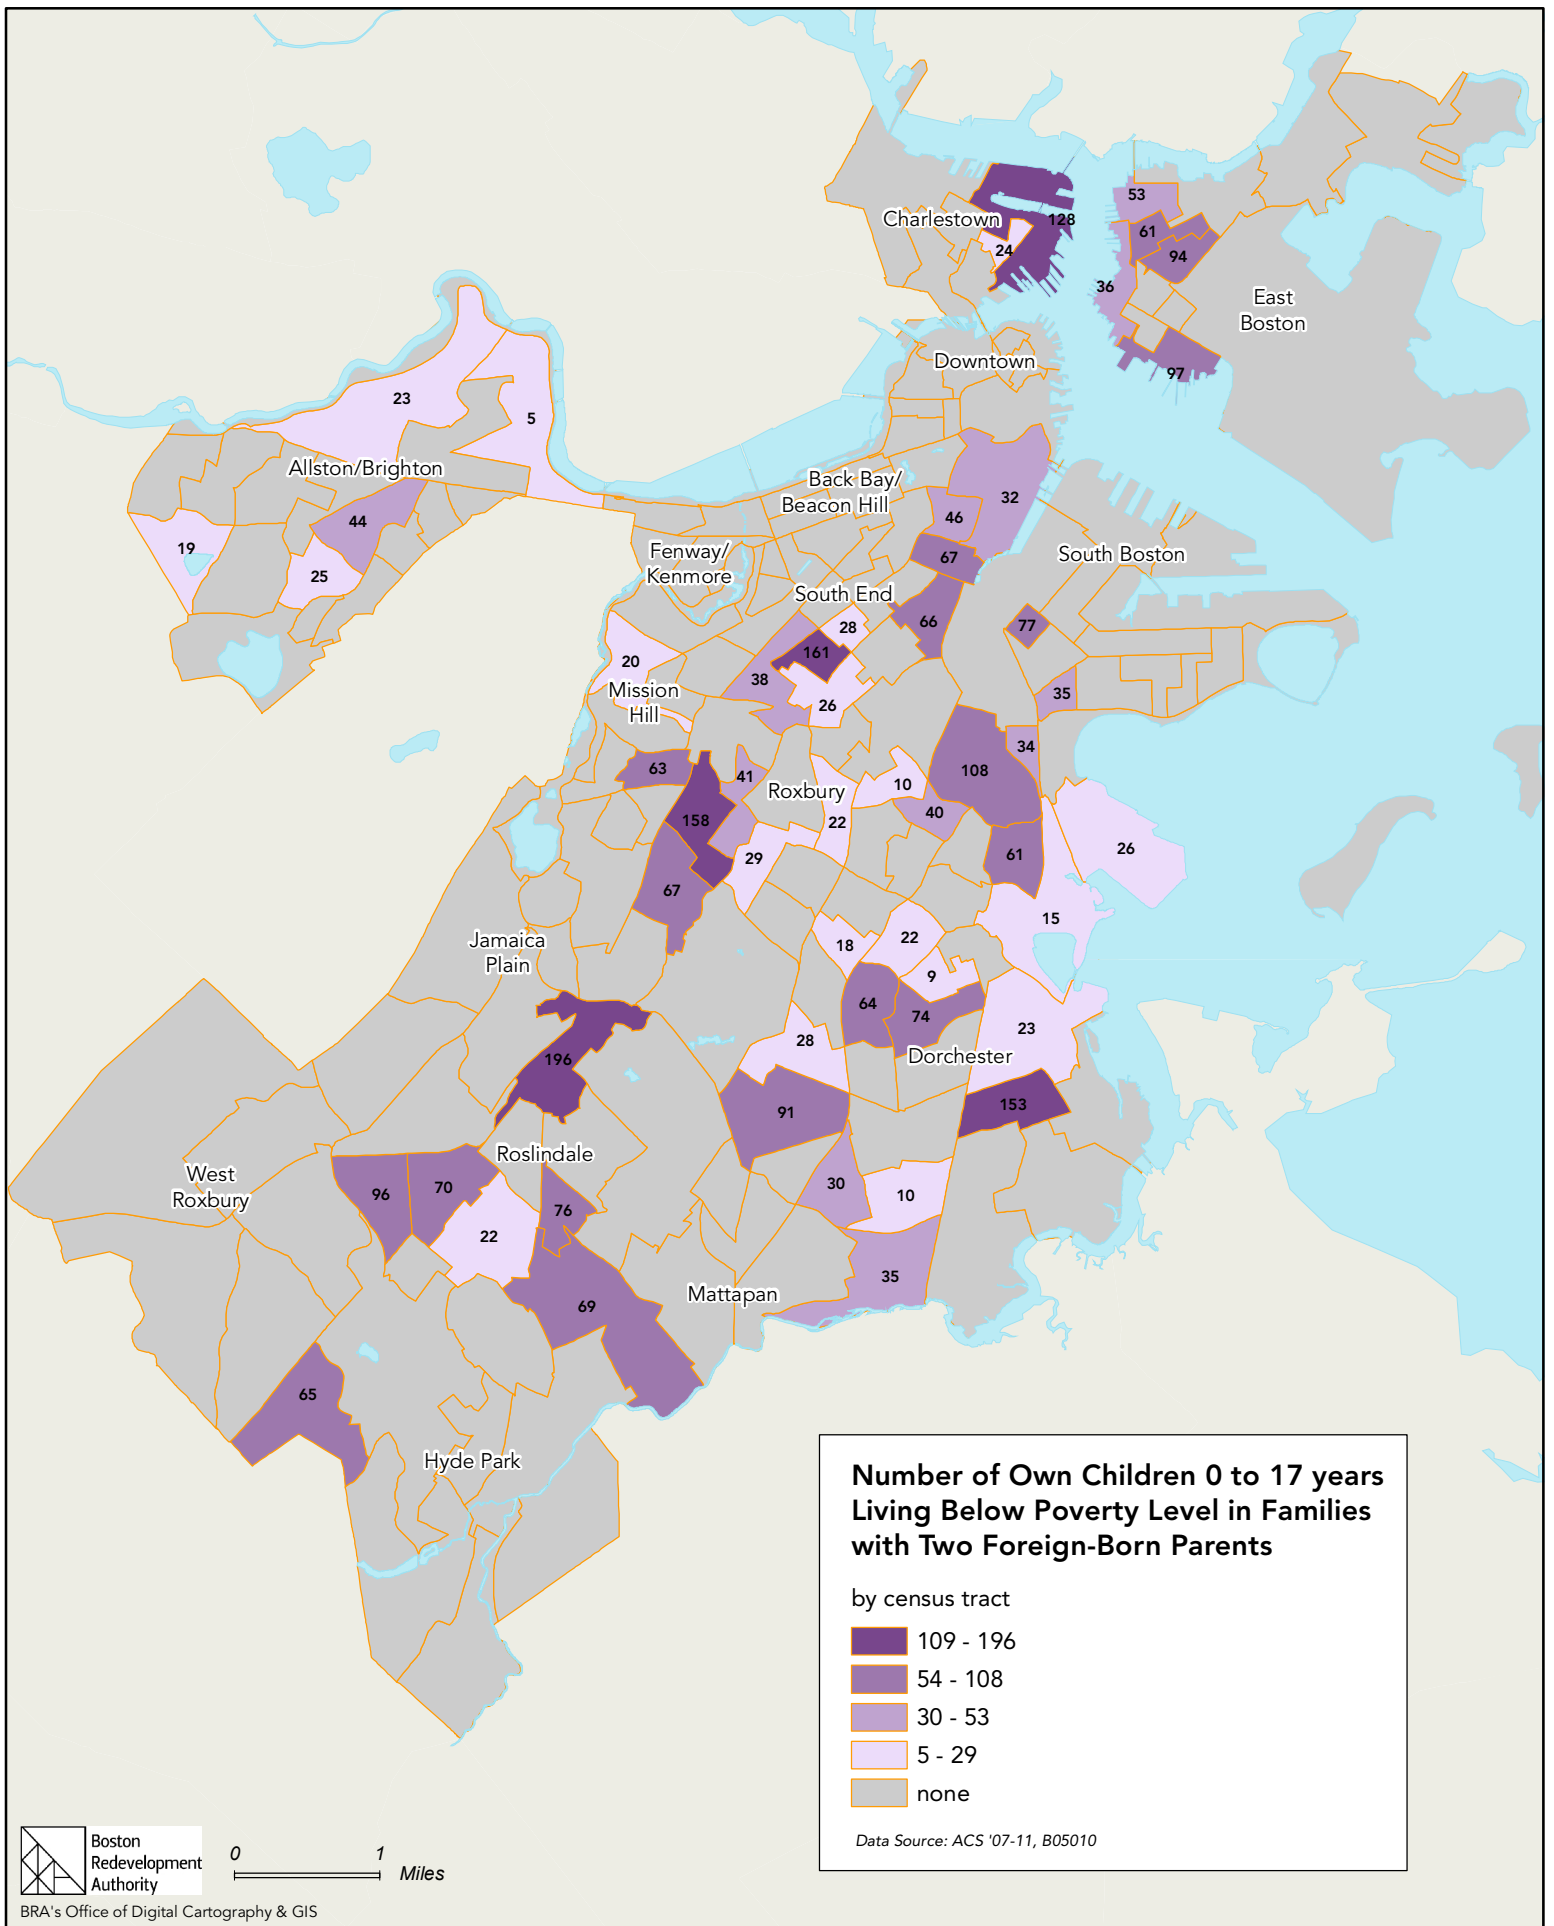 53
Charlestown
128
61
24
94
36
East
Boston
Downtown
97
23
5
Allston/Brighton
Back Bay/
Beacon Hill
32
46
44
19
Fenway/
Kenmore
67
South Boston
25
South End
66
28
77
161
20
38
Mission
Hill
35
26
34
63
41
108
Roxbury
10
158
22
40
29
61
26
67
15
Jamaica
Plain
18
22
9
64
74
23
28
Dorchester
196
91
153
Roslindale
West
Roxbury
96
70
30
10
76
22
35
Mattapan
69
65
Hyde Park
Number of Own Children 0 to 17 years
Living Below Poverty Level in Families
with Two Foreign-Born Parents
by census tract
109 - 196
54 - 108
30 - 53
5 - 29
none
Data Source: ACS '07-11, B05010
Boston
Redevelopment
Authority
0 1
Miles
BRA's Office of Digital Cartography & GIS